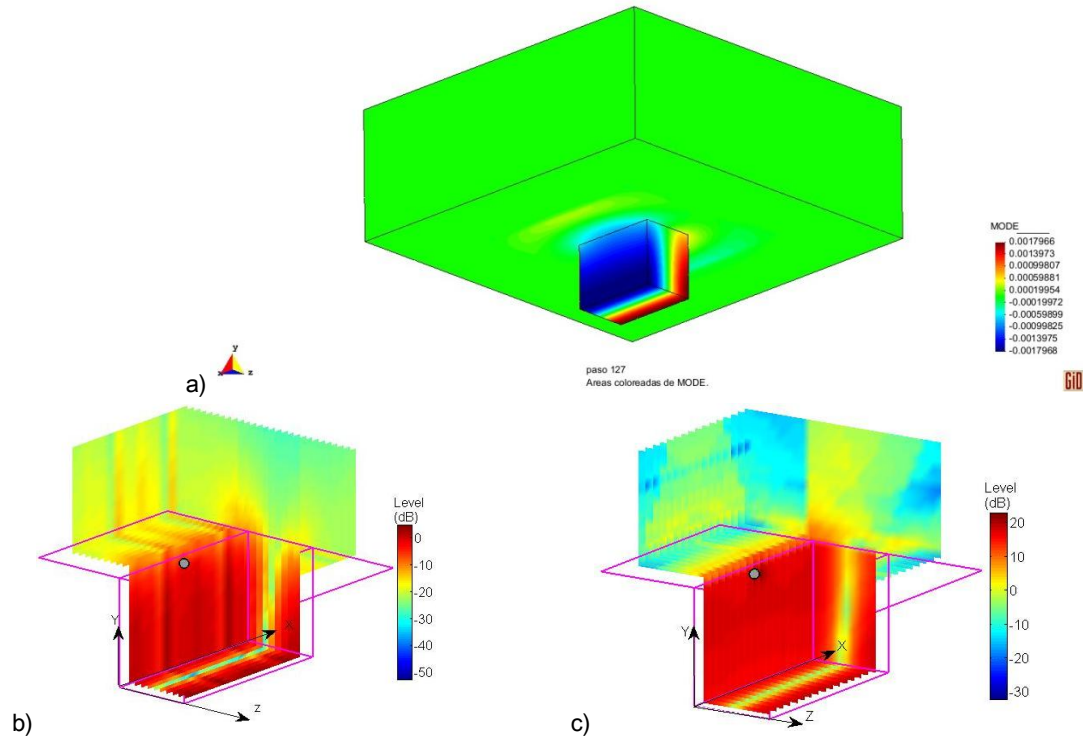 MODE
0.0017966
0.0013973
0.00099807
0.00059881
0.00019954
-0.00019972
-0.00059899
-0.00099825
-0.0013975
-0.0017968
y
x z
a)
paso 127
Areas coloreadas de MODE.
GiD
Level
(dB)
0
-10
-20
-30
-40
-50
Y
X
Z
b)
Level
(dB)
20
10
0
-10
-20
-30
Y
X
Z
c)